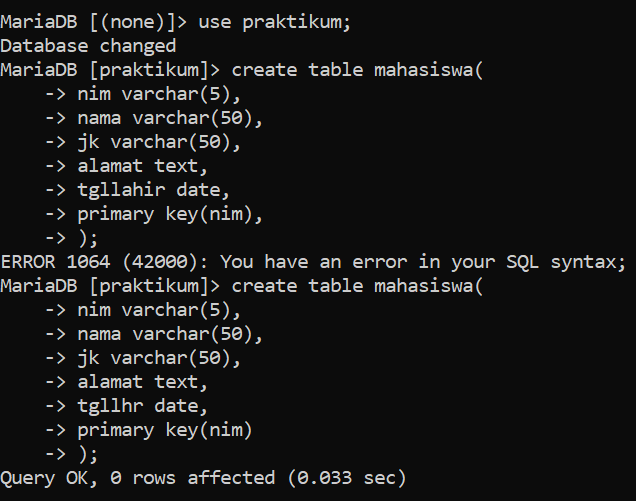 MariaDB [(none)]> use praktikum;
Database changed
MariaDB [praktikum]> create table mahasiswa(
    -> nim varchar(5),
    -> nama varchar(50),
    -> jk varchar(50),
    -> alamat text,
    -> tgllahir date,
    -> primary key(nim),
    -> );
ERROR 1064 (42000): You have an error in your SQL syntax;
MariaDB [praktikum]> create table mahasiswa(
    -> nim varchar(5),
    -> nama varchar(50),
    -> jk varchar(50),
    -> alamat text,
    -> tgllhr date,
    -> primary key(nim)
    -> );
Query OK, 0 rows affected (0.033 sec)